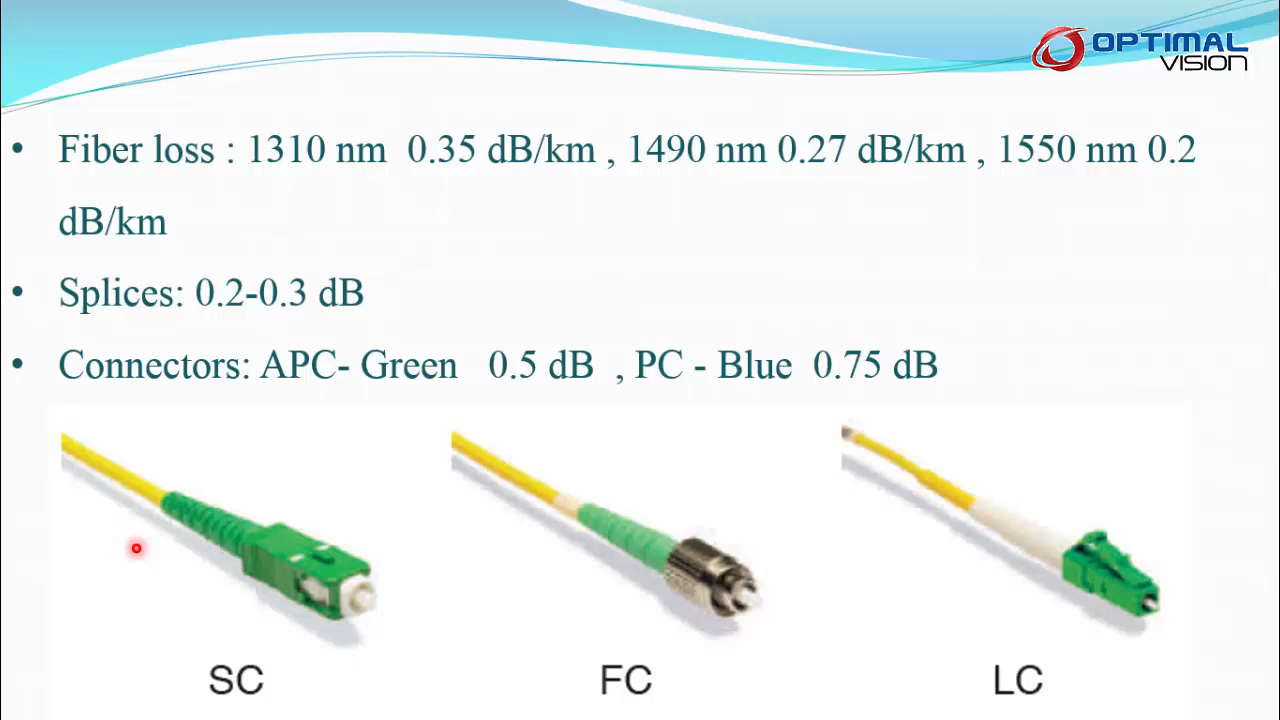 OPTIMAL
VISION
• Fiber loss : 1310 nm  0.35 dB/km , 1490 nm 0.27 dB/km , 1550 nm 0.2
dB/km
• Splices: 0.2-0.3 dB
• Connectors: APC- Green   0.5 dB  , PC - Blue  0.75 dB
SC FC LC